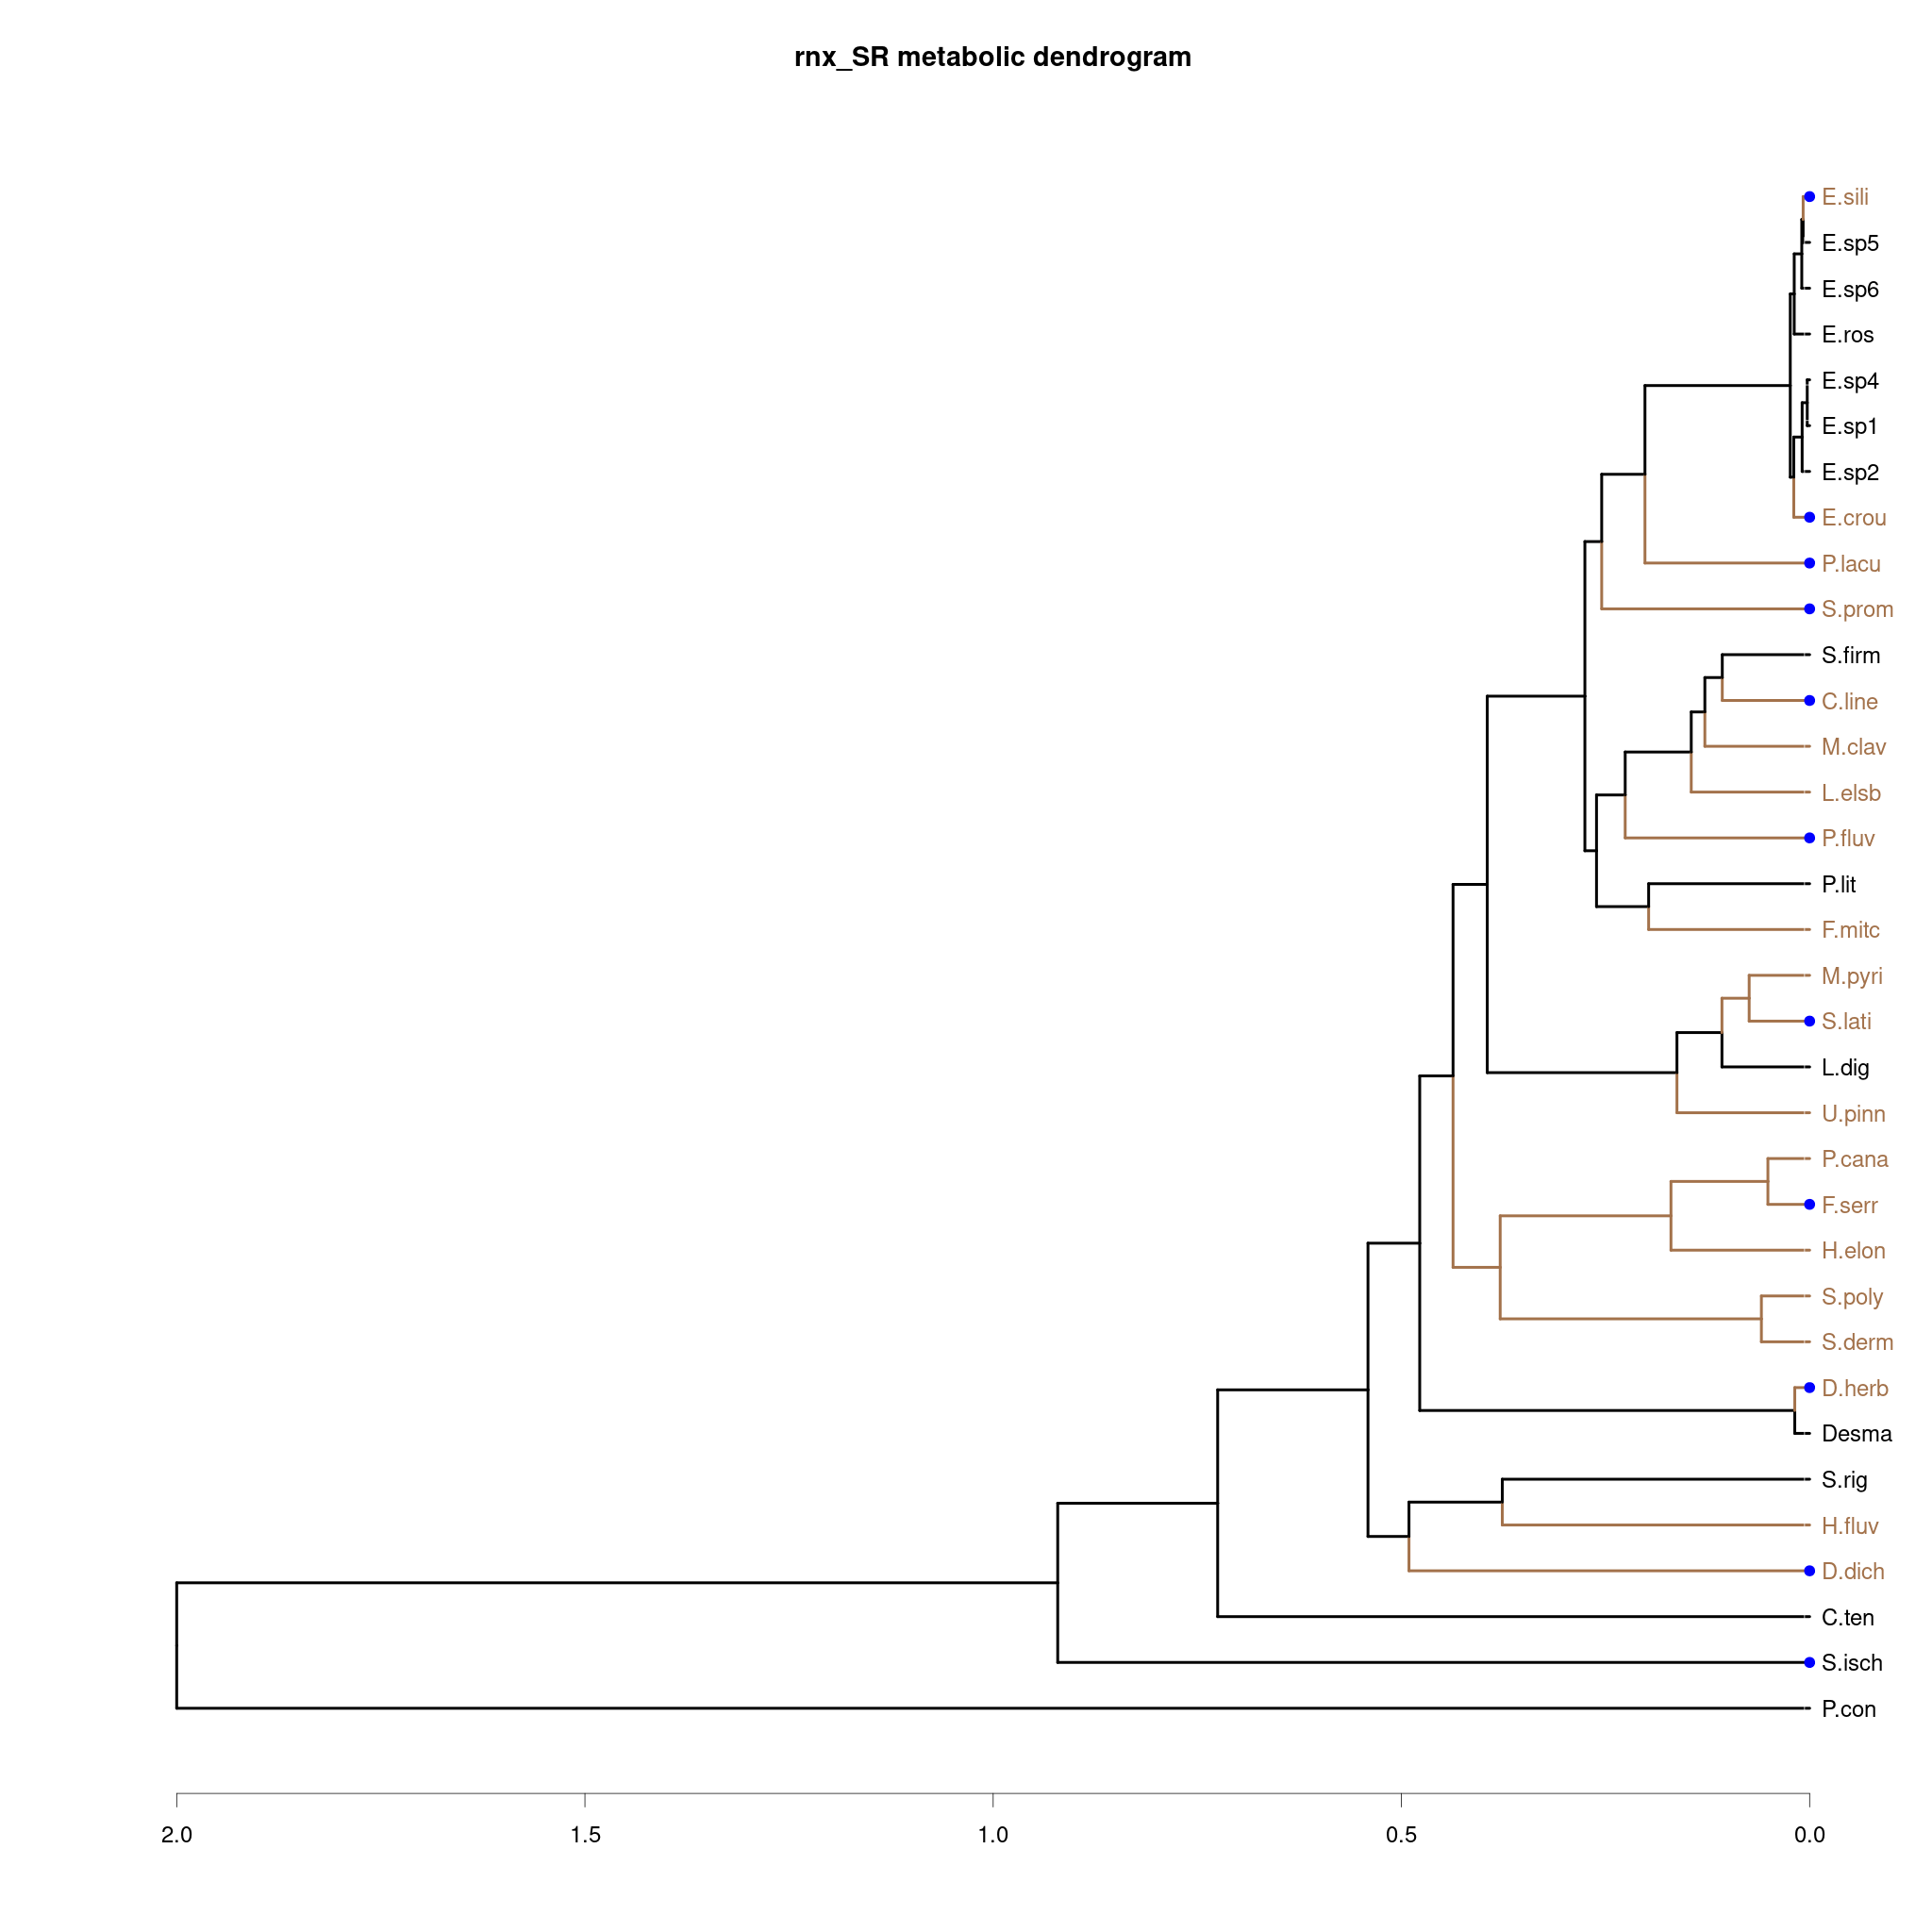 rnx_SR metabolic dendrogram
E.sili
E.sp5
E.sp6
E.ros
E.sp4
E.sp1
E.sp2
E.crou
P.lacu
S.prom
S.firm
C.line
M.clav
L.elsb
P.fluv
P.lit
F.mitc
M.pyri
S.lati
L.dig
U.pinn
P.cana
F.serr
H.elon
S.poly
S.derm
D.herb
Desma
S.rig
H.fluv
D.dich
C.ten
S.isch
P.con
2.0 1.5 1.0 0.5 0.0